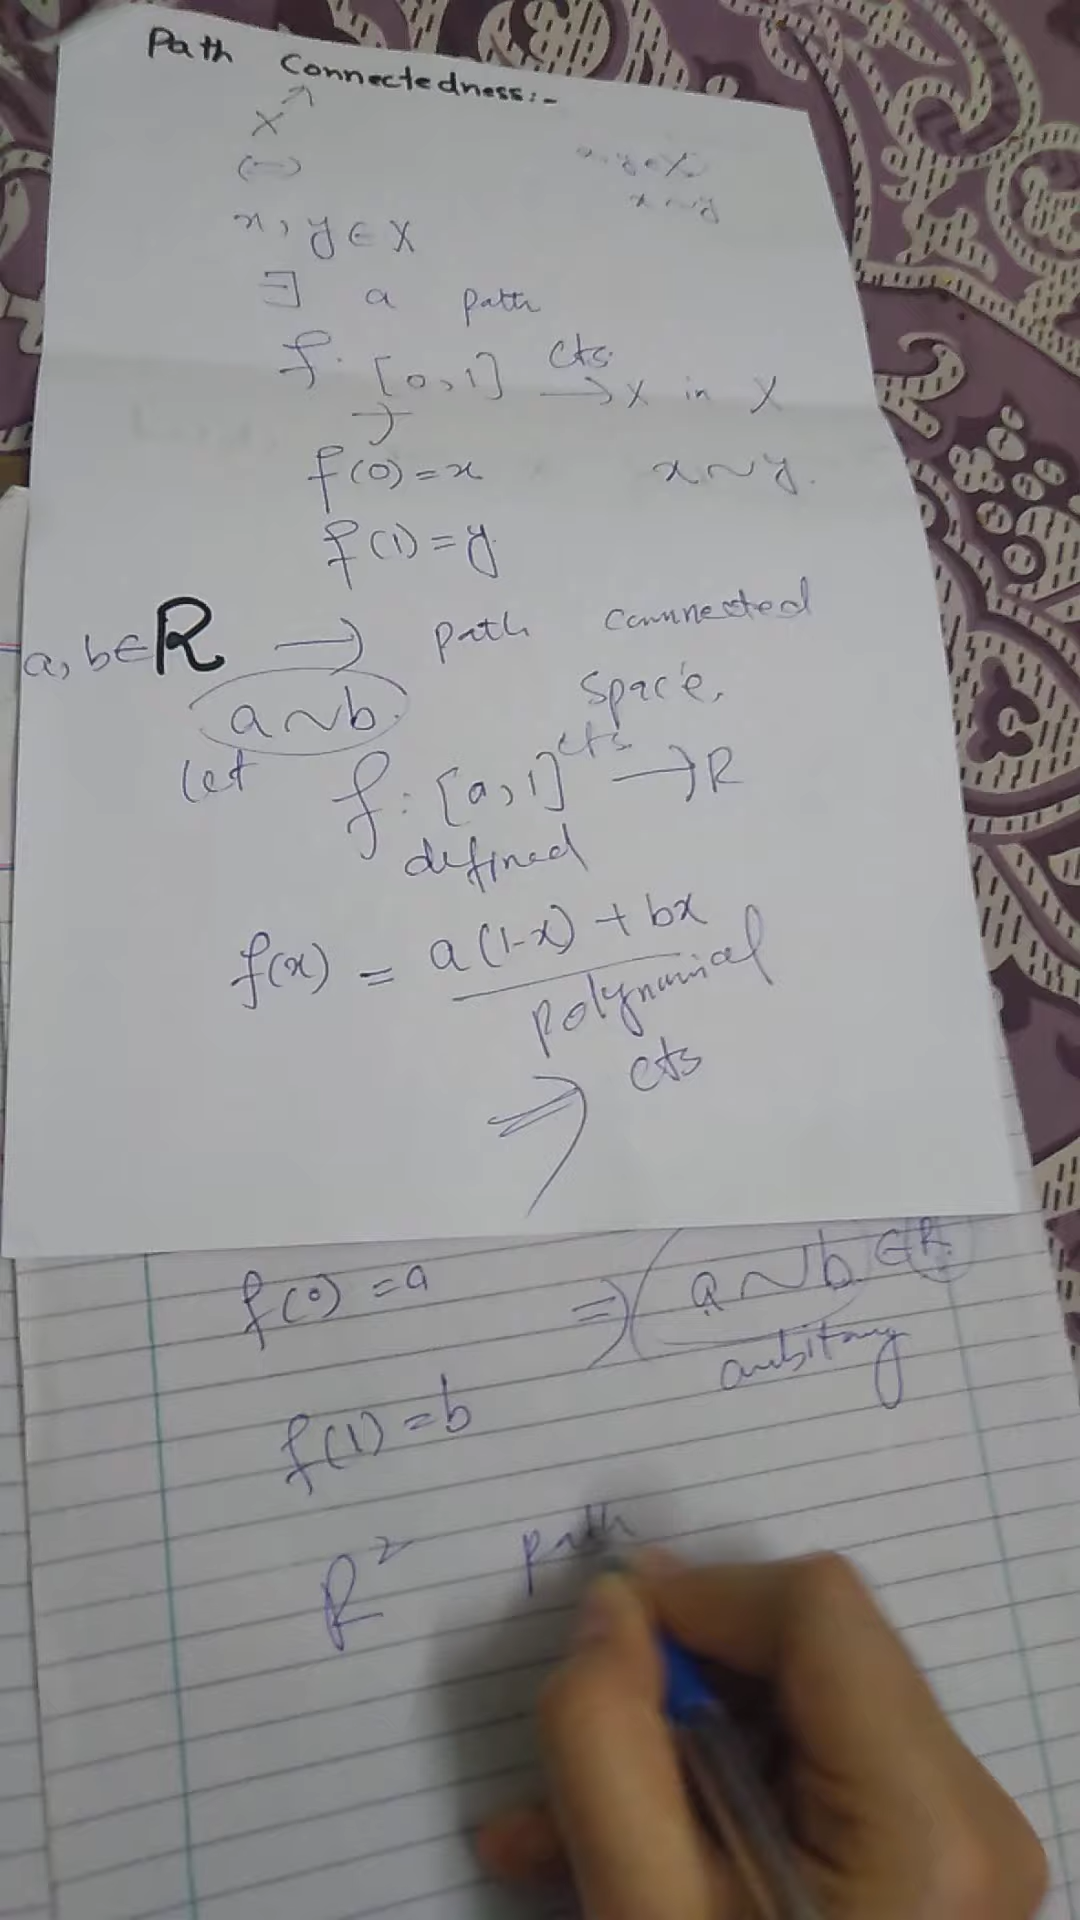 Path Connectedness:-
X
(⇔)
x, y ∈ X
x ~ y
x, y ∈ X
∃ a path
f: [0,1] cts → X in X
f(0)=x x ~ y.
f(1)=y
a, b ∈ R → path connected
space.
a ~ b.
let f: [a,1] cts → R
defined
f(x) = a(1-x) + bx
polynomial
⇒ cts
f(0) = a ⇒ a ~ b ∈ R.
arbitrary
f(1) = b
R² path